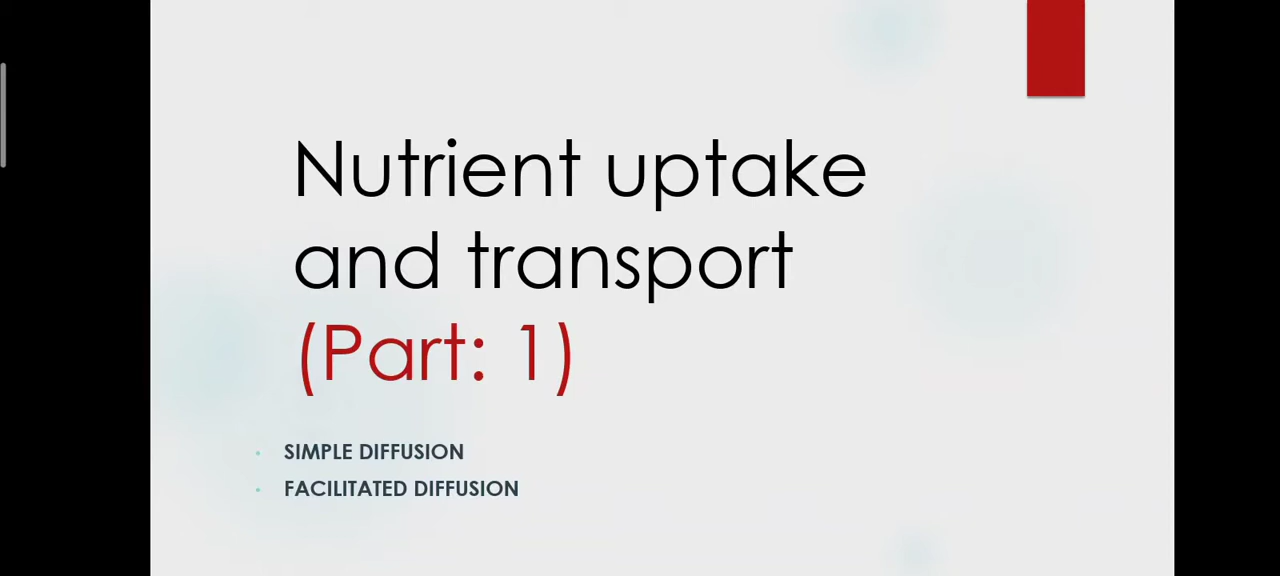 Nutrient uptake
and transport
(Part: 1)
SIMPLE DIFFUSION
FACILITATED DIFFUSION